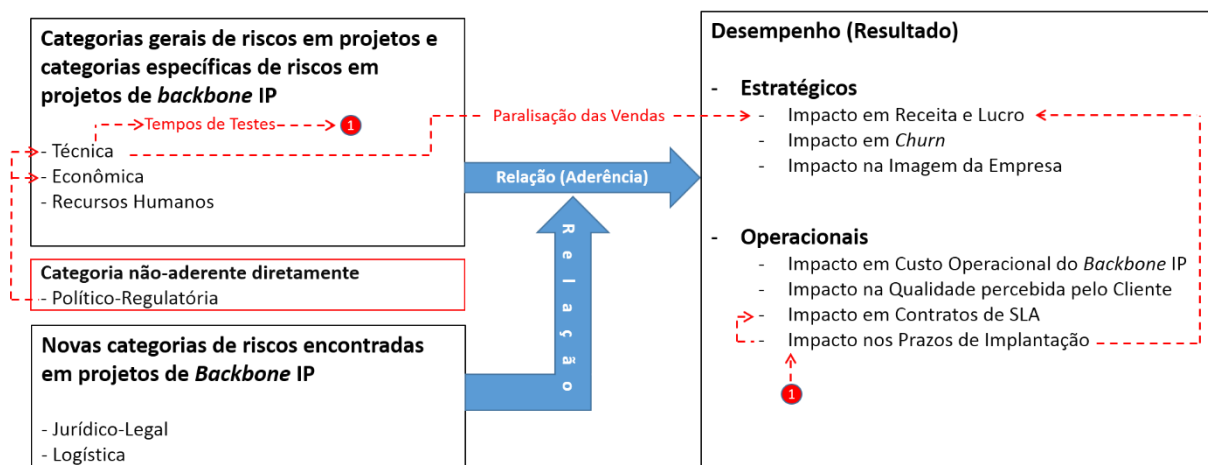 Categorias gerais de riscos em projetos e
categorias específicas de riscos em
projetos de backbone IP
Tempos de Testes
1
- Técnica
- Econômica
- Recursos Humanos
Categoria não-aderente diretamente
- Político-Regulatória
Novas categorias de riscos encontradas
em projetos de Backbone IP
- Jurídico-Legal
- Logística
Paralisação das Vendas
Relação (Aderência)
Relação
Desempenho (Resultado)
- Estratégicos
- Impacto em Receita e Lucro
- Impacto em Churn
- Impacto na Imagem da Empresa
- Operacionais
- Impacto em Custo Operacional do Backbone IP
- Impacto na Qualidade percebida pelo Cliente
- Impacto em Contratos de SLA
- Impacto nos Prazos de Implantação
1